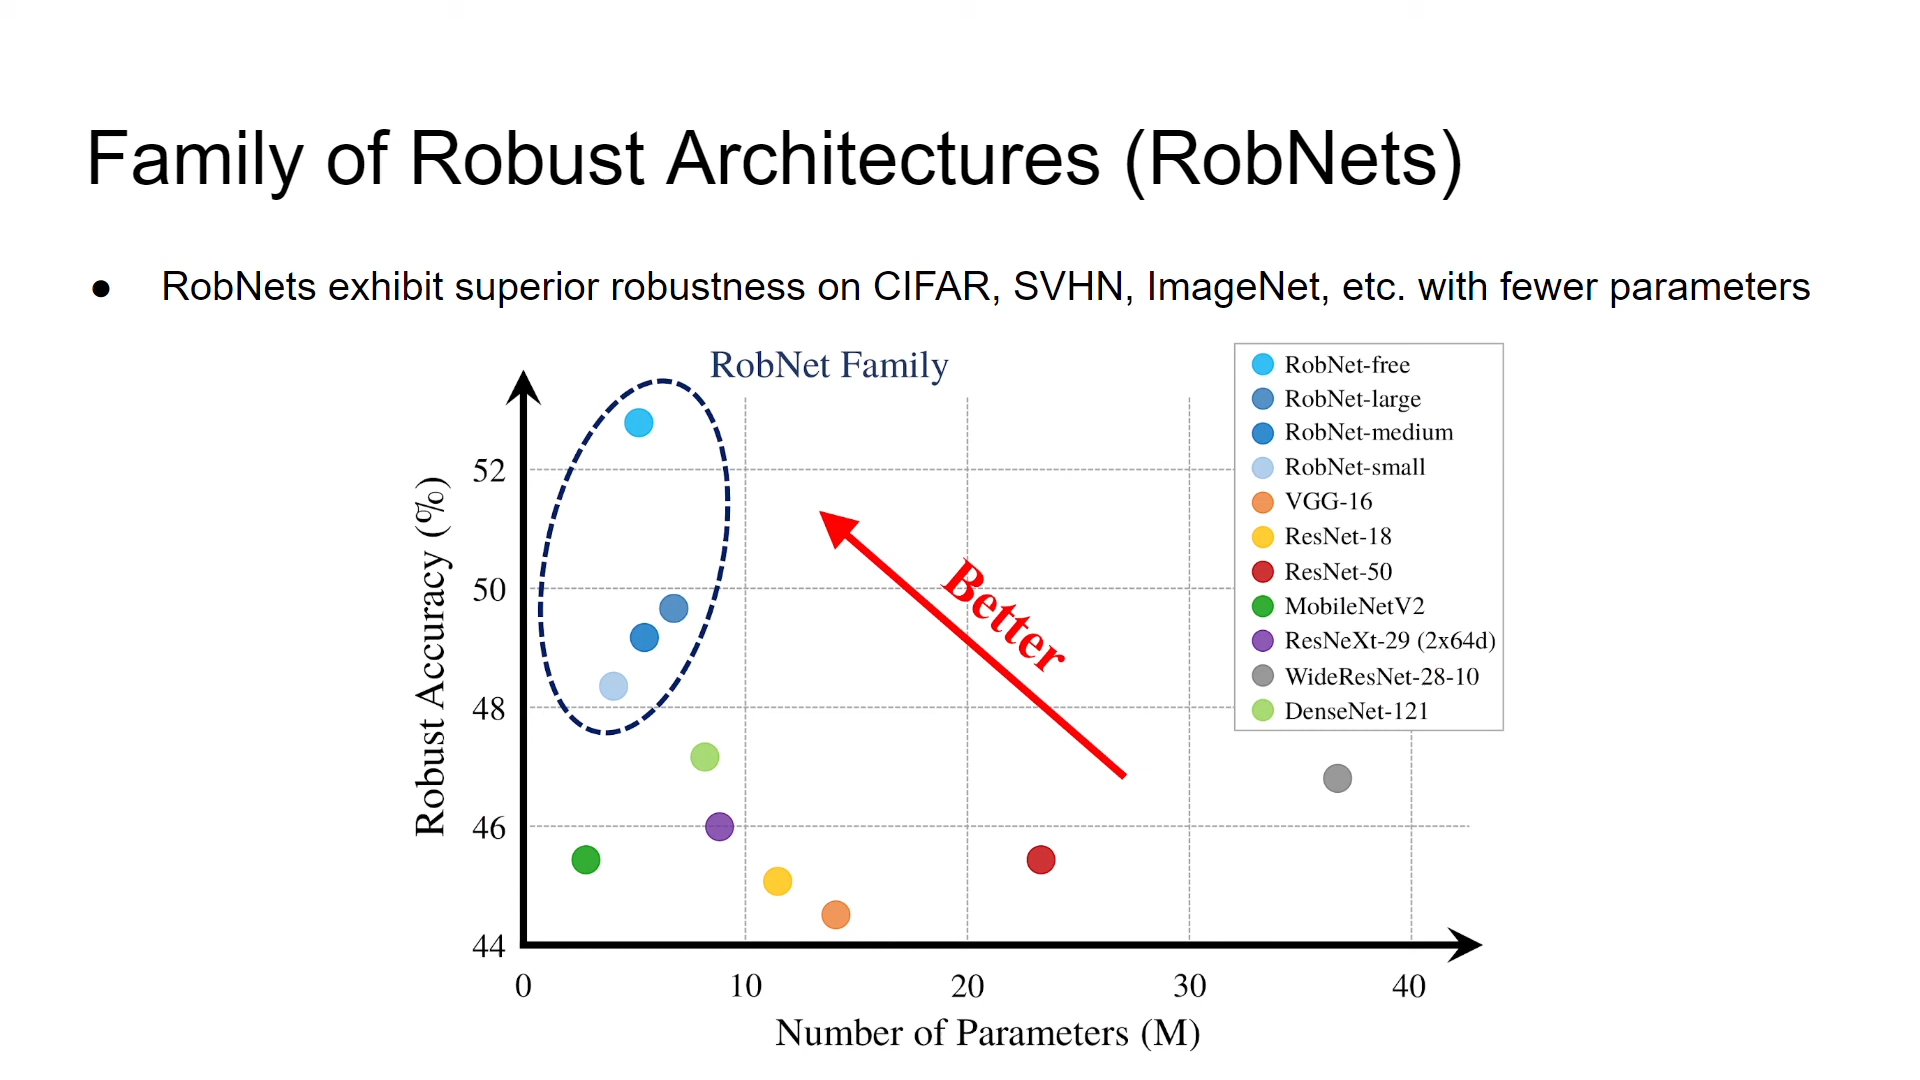 Family of Robust Architectures (RobNets)
● RobNets exhibit superior robustness on CIFAR, SVHN, ImageNet, etc. with fewer parameters
RobNet Family
RobNet-free
RobNet-large
RobNet-medium
RobNet-small
VGG-16
ResNet-18
ResNet-50
MobileNetV2
ResNeXt-29 (2x64d)
WideResNet-28-10
DenseNet-121
Better
Robust Accuracy (%)
52
50
48
46
44
0 10 20 30 40
Number of Parameters (M)